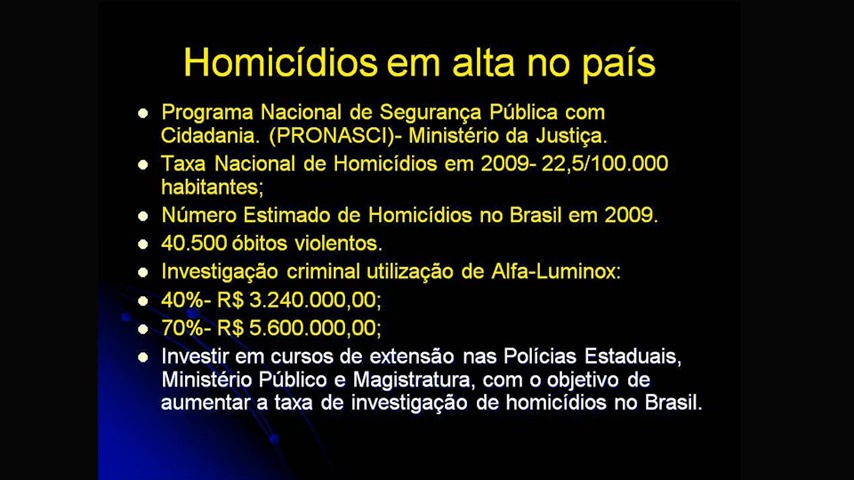 Homicídios em alta no país
Programa Nacional de Segurança Pública com
Cidadania. (PRONASCI)- Ministério da Justiça.
Taxa Nacional de Homicídios em 2009- 22,5/100.000
habitantes;
Número Estimado de Homicídios no Brasil em 2009.
40.500 óbitos violentos.
Investigação criminal utilização de Alfa-Luminox:
40%- R$ 3.240.000,00;
70%- R$ 5.600.000,00;
Investir em cursos de extensão nas Polícias Estaduais,
Ministério Público e Magistratura, com o objetivo de
aumentar a taxa de investigação de homicídios no Brasil.